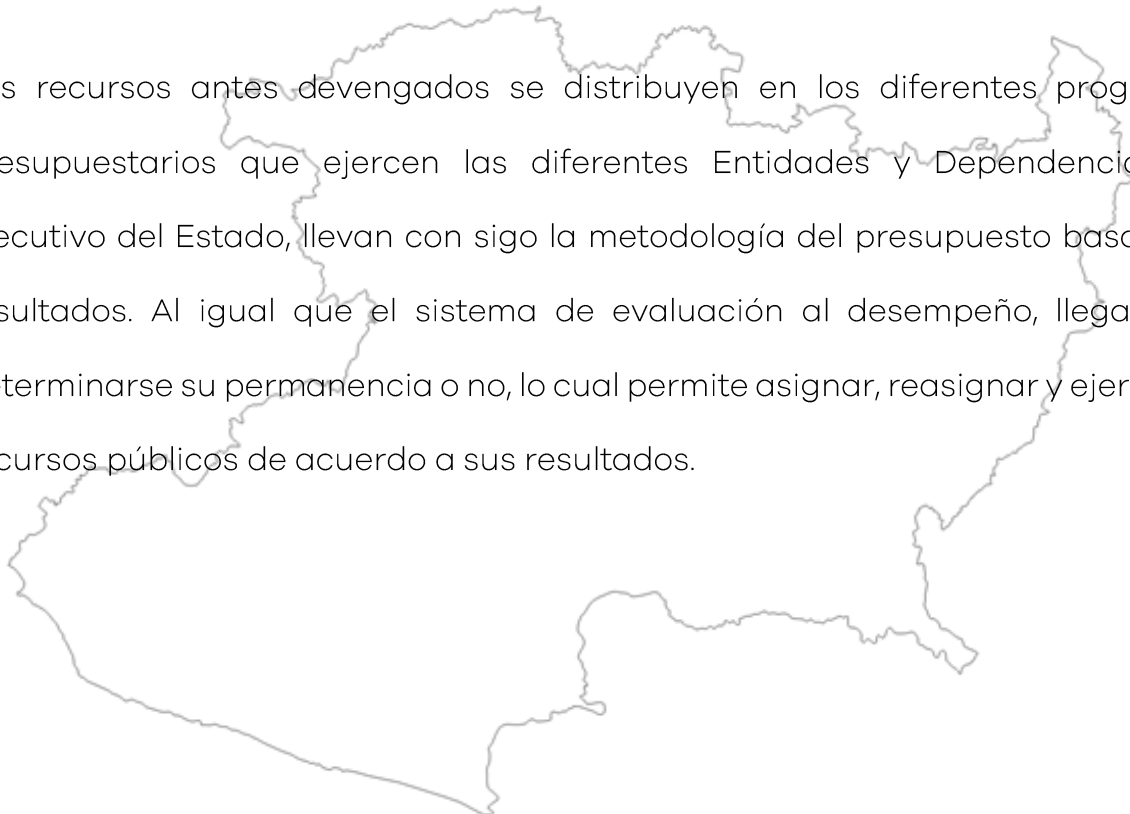 s recursos antes devengados se distribuyen en los diferentes prog
esupuestarios que ejercen las diferentes Entidades y Dependencia
ecutivo del Estado, llevan con sigo la metodología del presupuesto basa
sultados. Al igual que el sistema de evaluación al desempeño, llega
terminarse su permanencia o no, lo cual permite asignar, reasignar y ejer
cursos públicos de acuerdo a sus resultados.